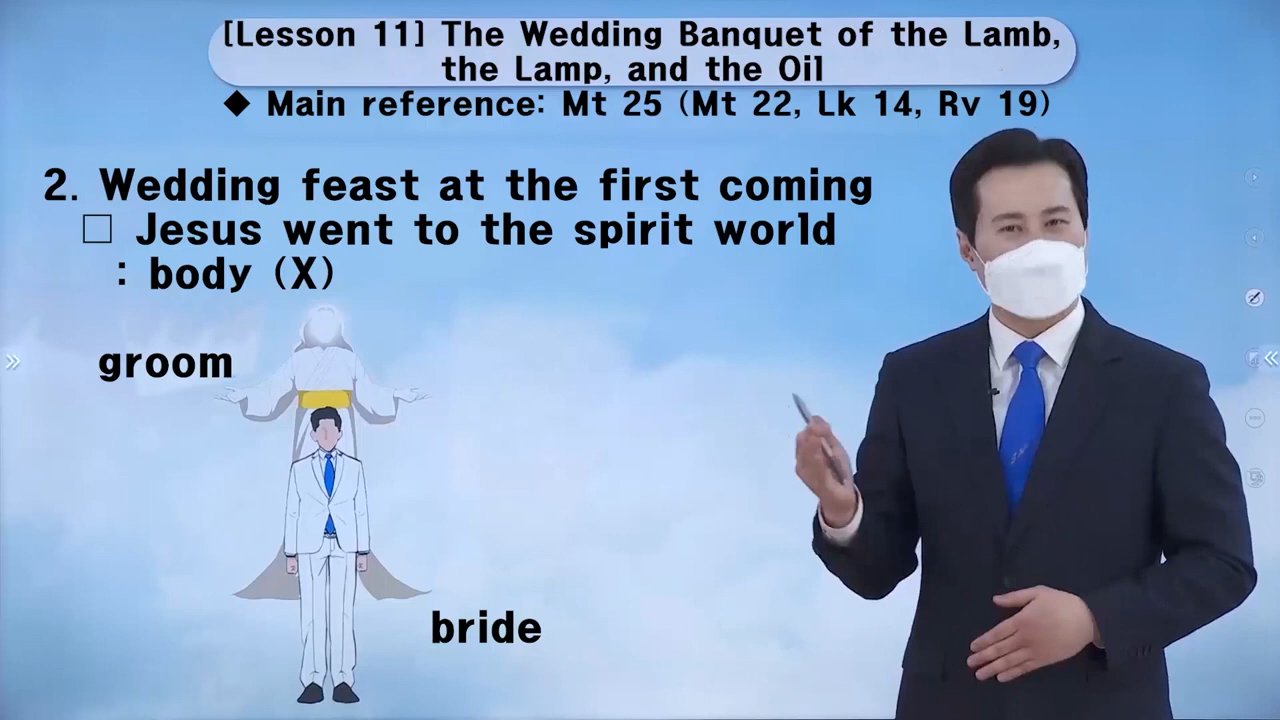 [Lesson 11] The Wedding Banquet of the Lamb,
the Lamp, and the Oil
◆ Main reference: Mt 25 (Mt 22, Lk 14, Rv 19)
2. Wedding feast at the first coming
□ Jesus went to the spirit world
: body (X)
groom
bride